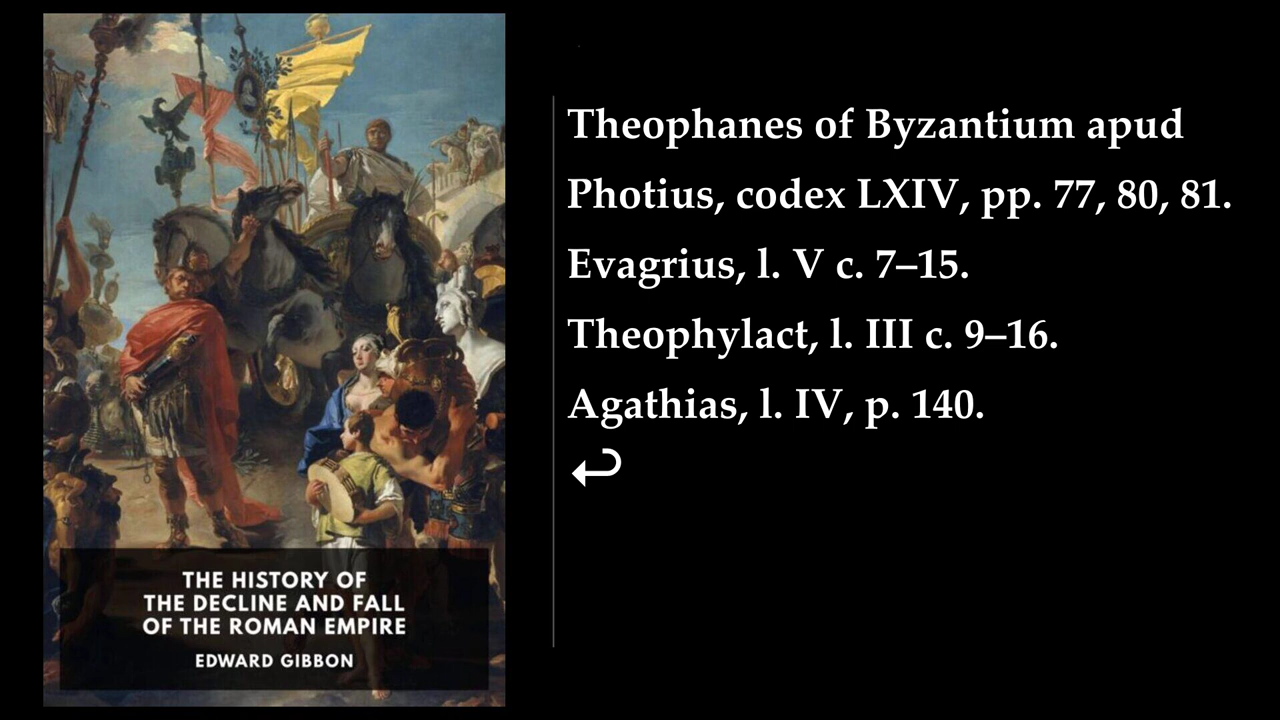 THE HISTORY OF
THE DECLINE AND FALL
OF THE ROMAN EMPIRE
EDWARD GIBBON
Theophanes of Byzantium apud
Photius, codex LXIV, pp. 77, 80, 81.
Evagrius, l. V c. 7–15.
Theophylact, l. III c. 9–16.
Agathias, l. IV, p. 140.
↩